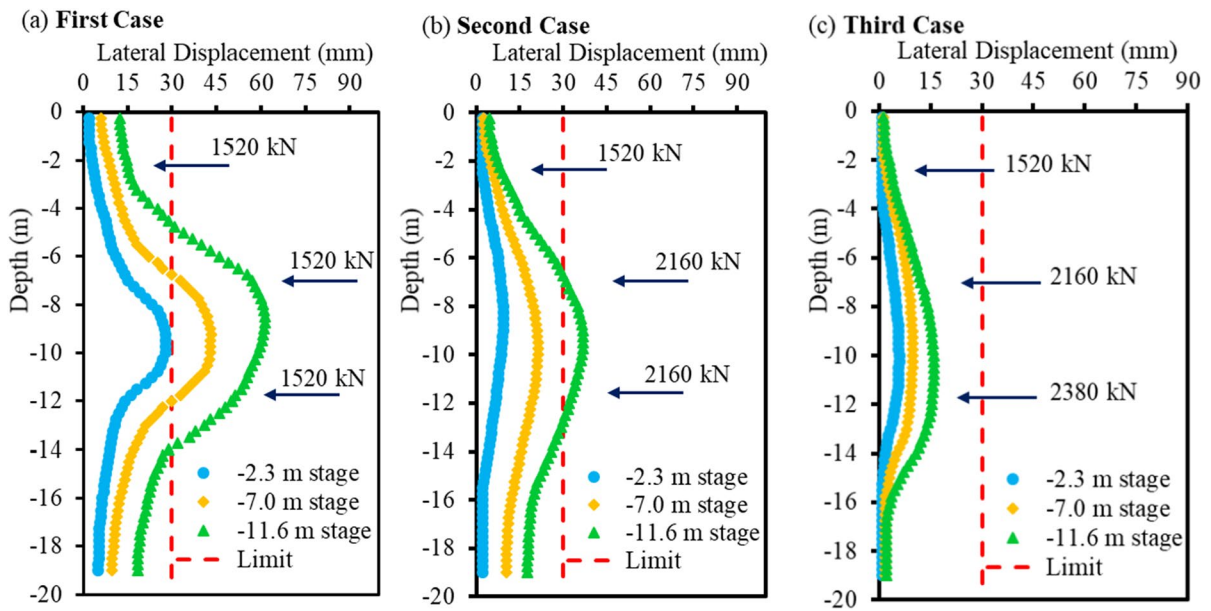 (a) First Case
Lateral Displacement (mm)
0 15 30 45 60 75 90
0
-2
-4
-6
-8
-10
-12
-14
-16
-18
-20
Depth (m)
1520 kN
1520 kN
1520 kN
-2.3 m stage
-7.0 m stage
-11.6 m stage
Limit
(b) Second Case
Lateral Displacement (mm)
0 15 30 45 60 75 90
0
-2
-4
-6
-8
-10
-12
-14
-16
-18
-20
Depth (m)
1520 kN
2160 kN
2160 kN
-2.3 m stage
-7.0 m stage
-11.6 m stage
Limit
(c) Third Case
Lateral Displacement (mm)
0 15 30 45 60 75 90
0
-2
-4
-6
-8
-10
-12
-14
-16
-18
-20
Depth (m)
1520 kN
2160 kN
2380 kN
-2.3 m stage
-7.0 m stage
-11.6 m stage
Limit